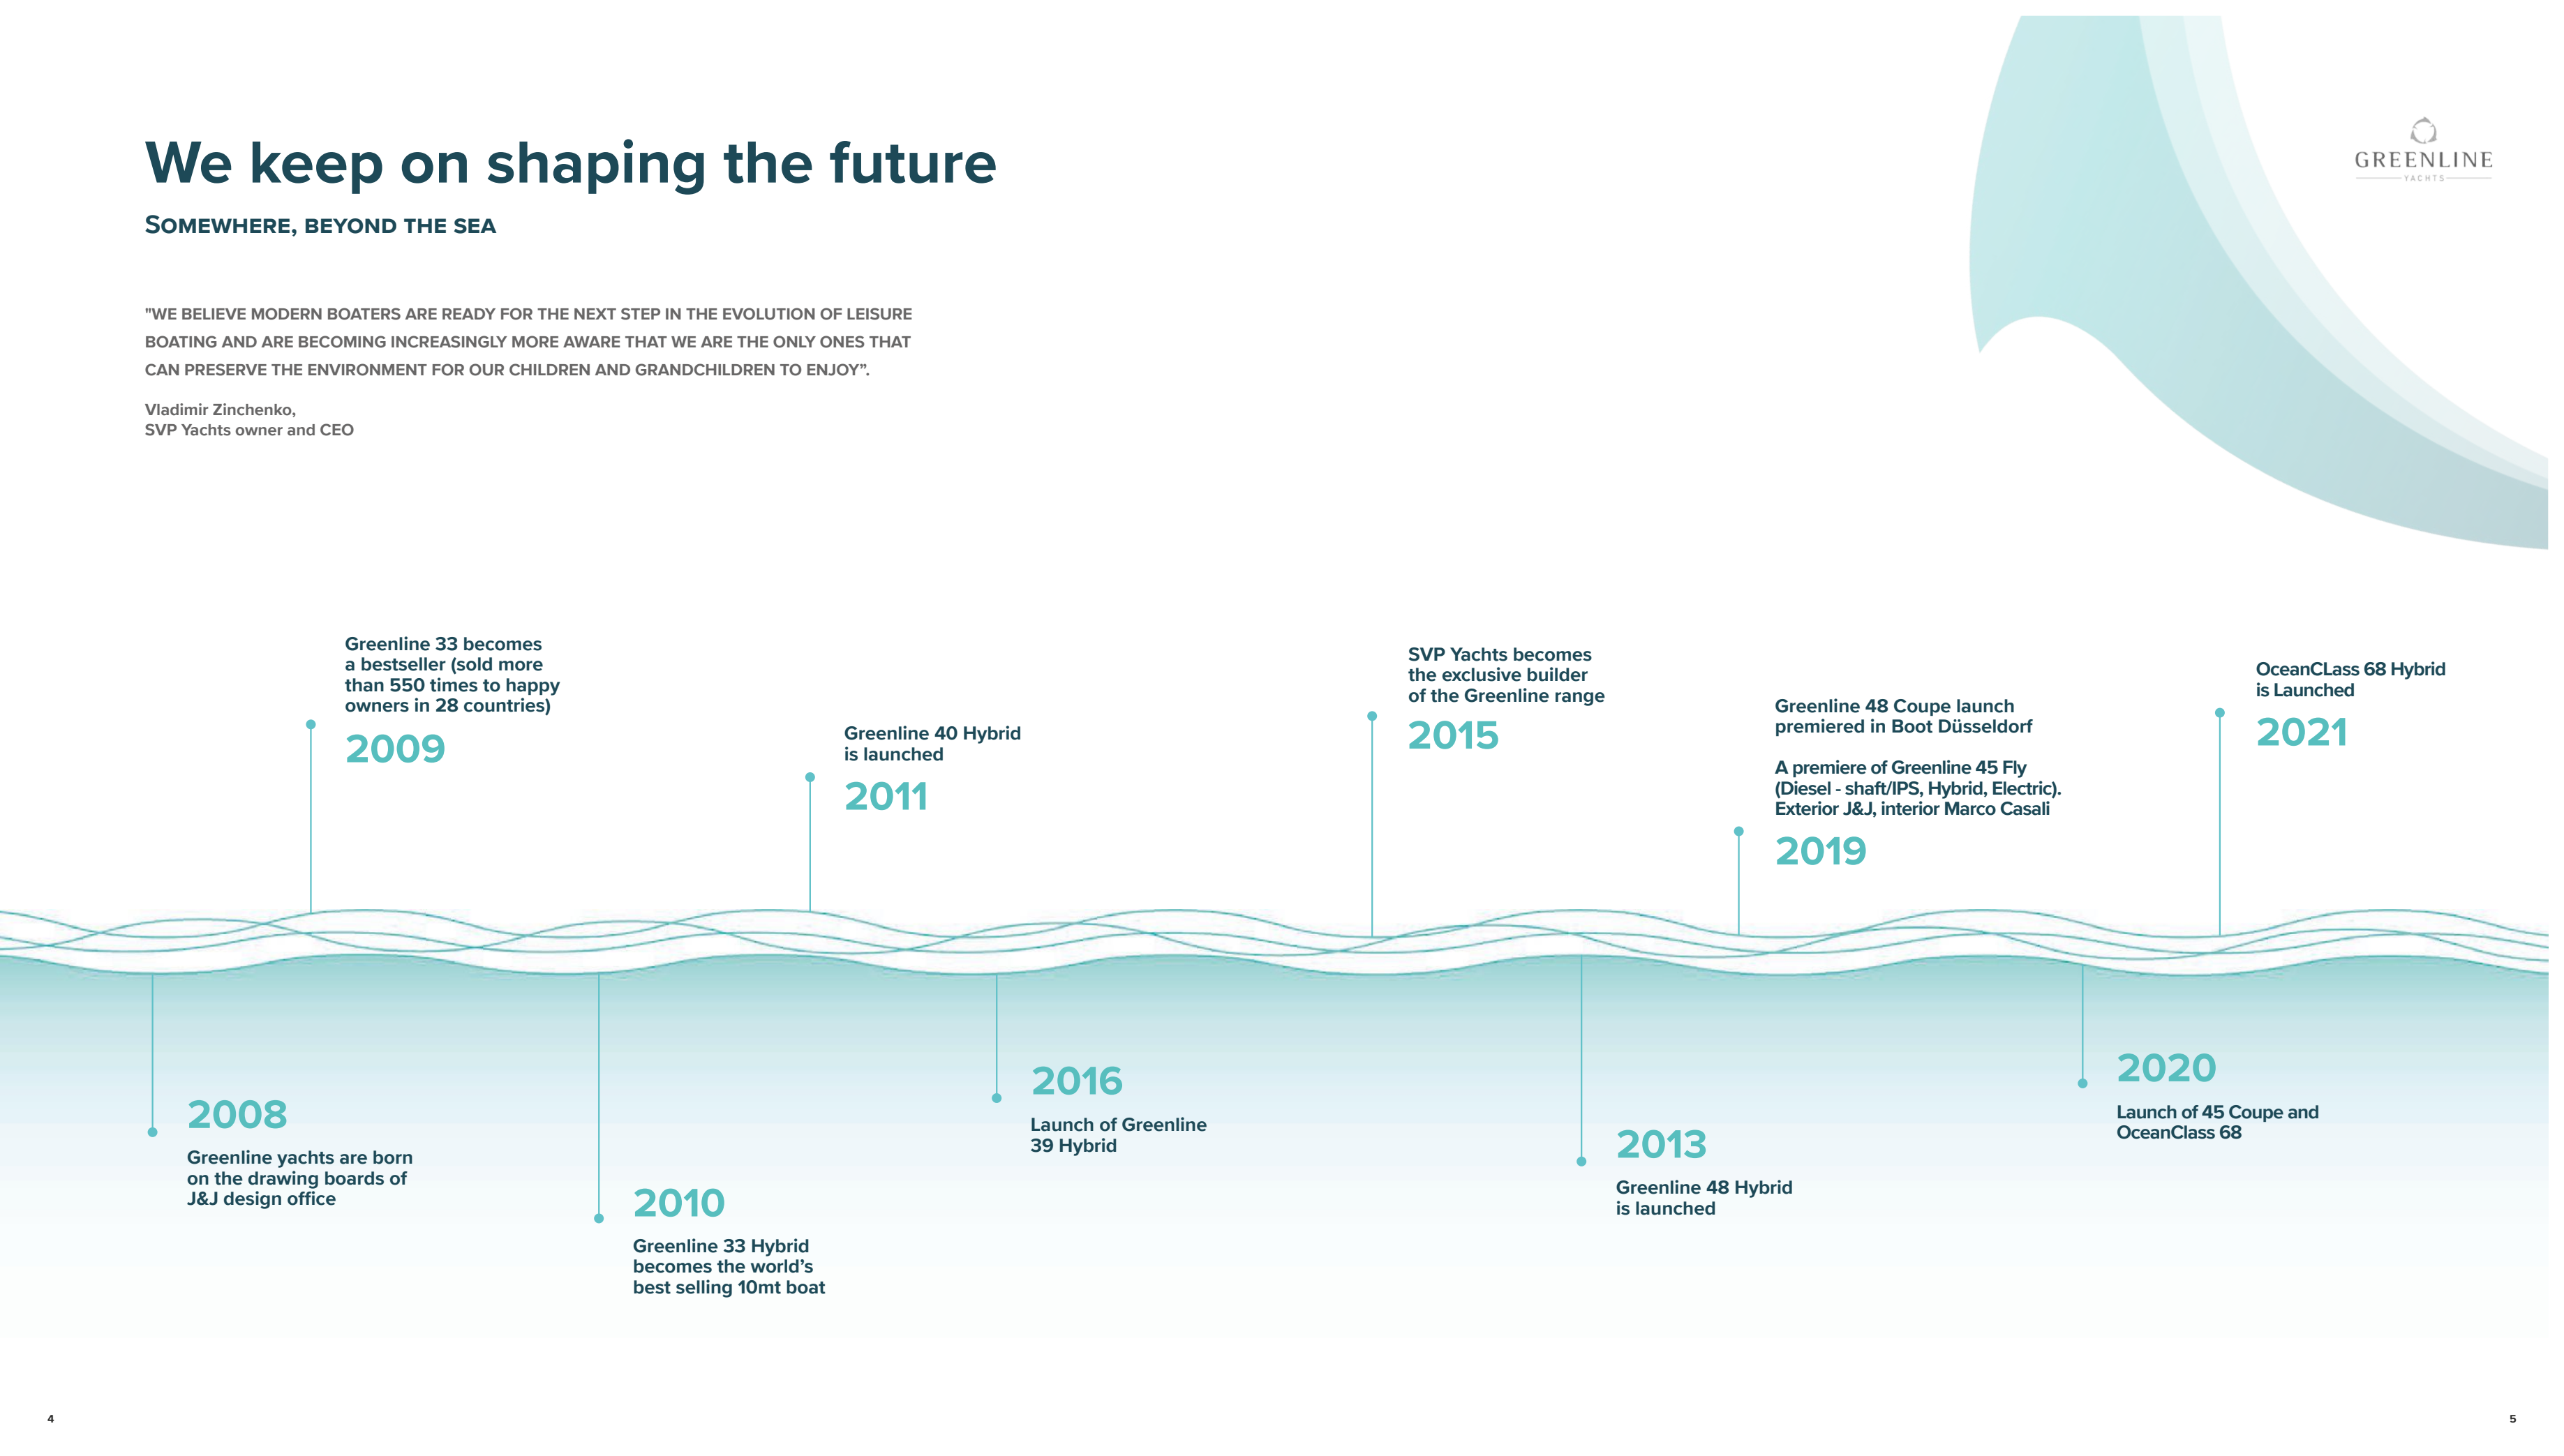 We keep on shaping the future
SOMEWHERE, BEYOND THE SEA
GREENLINE
YACHTS
"WE BELIEVE MODERN BOATERS ARE READY FOR THE NEXT STEP IN THE EVOLUTION OF LEISURE
BOATING AND ARE BECOMING INCREASINGLY MORE AWARE THAT WE ARE THE ONLY ONES THAT
CAN PRESERVE THE ENVIRONMENT FOR OUR CHILDREN AND GRANDCHILDREN TO ENJOY”.
Vladimir Zinchenko,
SVP Yachts owner and CEO
Greenline 33 becomes
a bestseller (sold more
than 550 times to happy
owners in 28 countries)
2009
Greenline 40 Hybrid
is launched
2011
SVP Yachts becomes
the exclusive builder
of the Greenline range
2015
Greenline 48 Coupe launch
premiered in Boot Düsseldorf
A premiere of Greenline 45 Fly
(Diesel - shaft/IPS, Hybrid, Electric).
Exterior J&J, interior Marco Casali
2019
OceanCLass 68 Hybrid
is Launched
2021
2008
Greenline yachts are born
on the drawing boards of
J&J design office
2010
Greenline 33 Hybrid
becomes the world’s
best selling 10mt boat
2016
Launch of Greenline
39 Hybrid
2013
Greenline 48 Hybrid
is launched
2020
Launch of 45 Coupe and
OceanClass 68
4
5